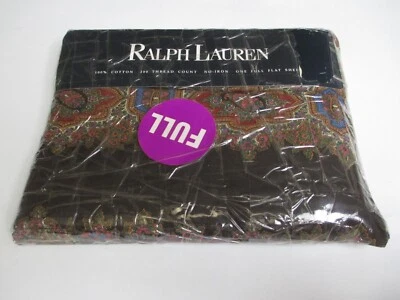 RALPH LAUREN
100% COTTON 200 THREAD COUNT NO-IRON ONE FULL FLAT SHEET
FULL